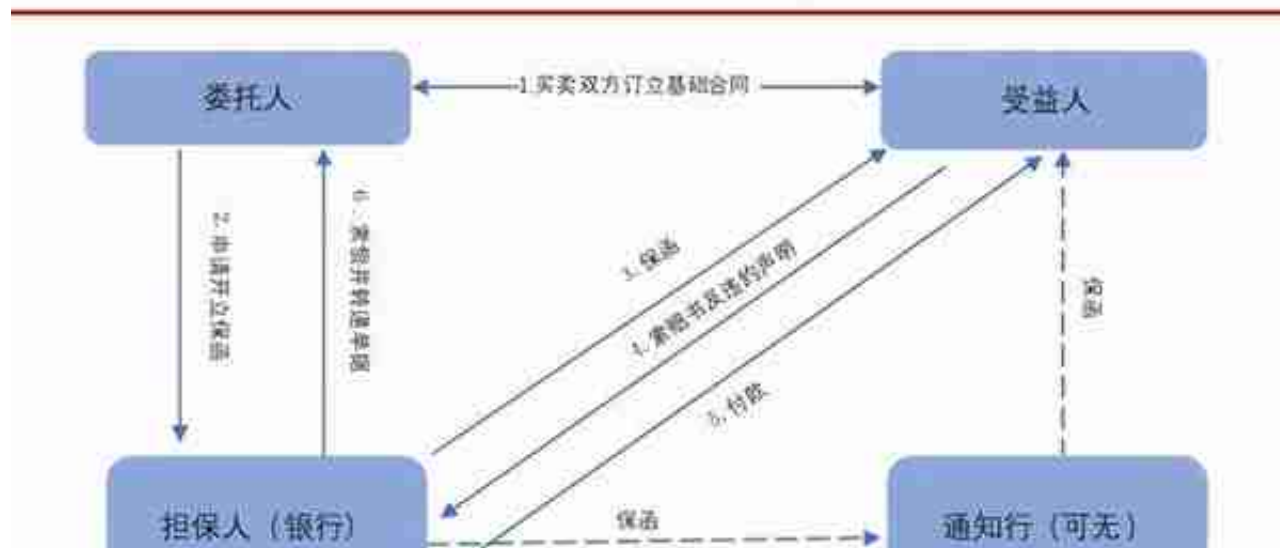 委托人
1.买卖双方订立基础合同
受益人
2.申请开立保函
6、索偿并转递单据
3.保函
4.索赔书及违约声明
5.付款
保函
担保人（银行）
保函
通知行（可无）